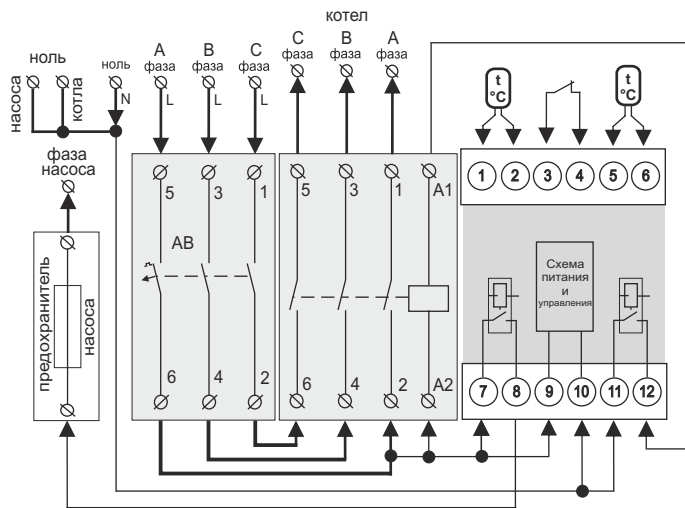 котел
ноль
насоса
котла
ноль
N
A
фаза
L
B
фаза
L
C
фаза
L
C
фаза
B
фаза
A
фаза
t
°C
t
°C
фаза
насоса
предохранитель
насоса
5
3
1
AB
6
4
2
5
3
1
A1
6
4
2
A2
1
2
3
4
5
6
Схема
питания
и
управления
7
8
9
10
11
12